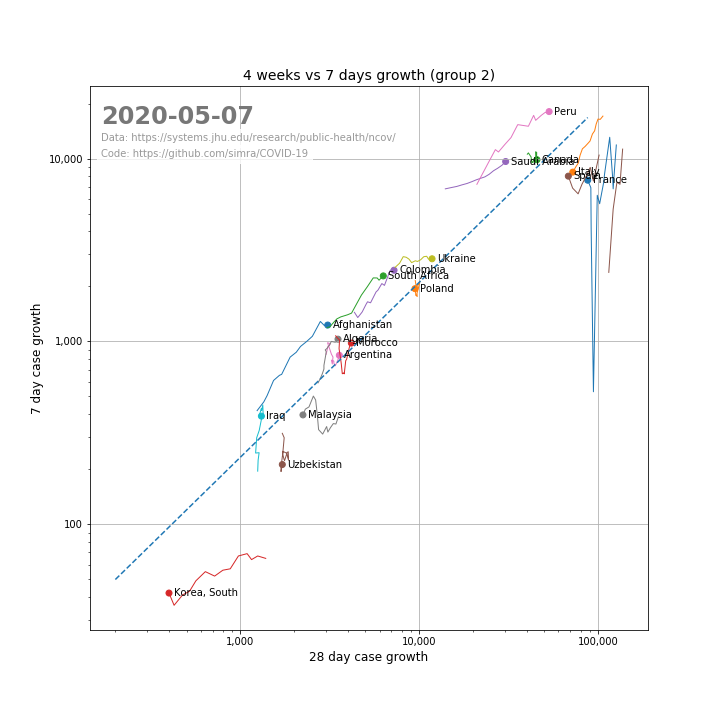 4 weeks vs 7 days growth (group 2)
2020-05-07
Data: https://systems.jhu.edu/research/public-health/ncov/
Code: https://github.com/simra/COVID-19
Peru
Saudi Arabia
Canada
Italy
Spain
France
Ukraine
Colombia
South Africa
Poland
Afghanistan
Algeria
Morocco
Argentina
Iraq
Malaysia
Uzbekistan
Korea, South
10,000
1,000
100
7 day case growth
1,000
10,000
100,000
28 day case growth